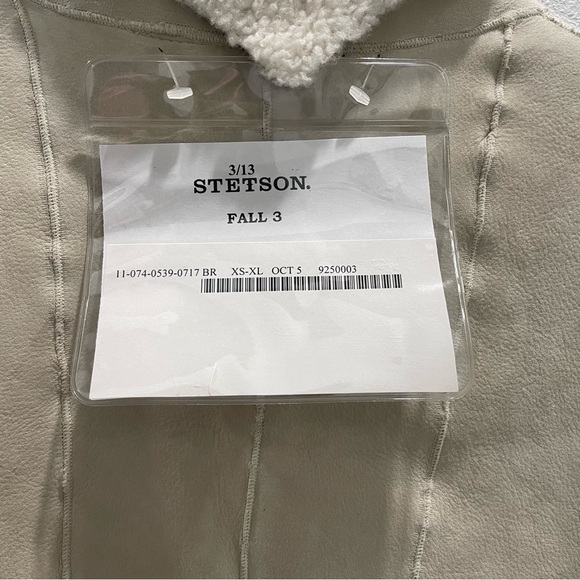 3/13
STETSON.
FALL 3
11-074-0539-0717 BR XS-XL OCT 5 9250003